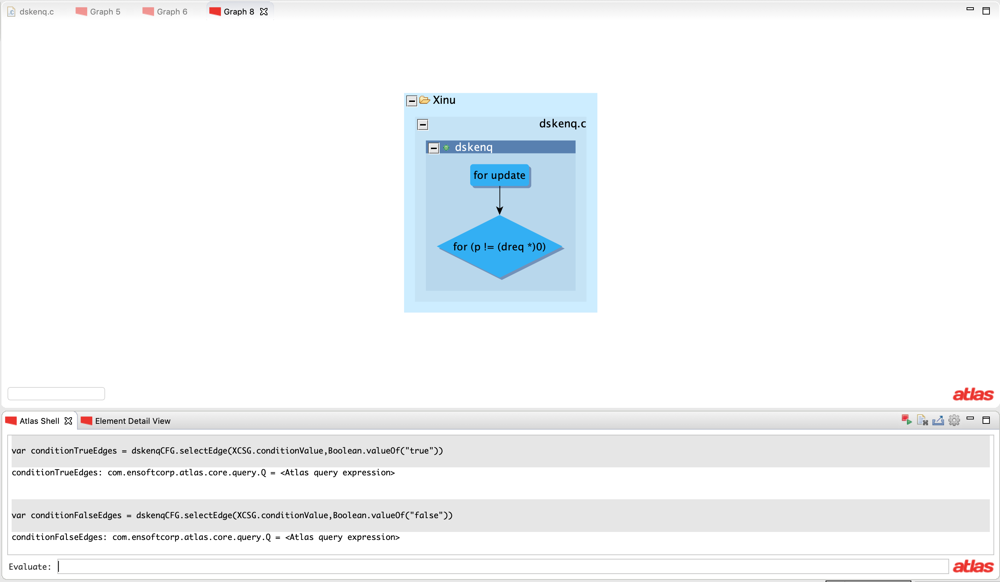 dskenq.c Graph 5 Graph 6 Graph 8
Xinu
dskenq.c
dskenq
for update
for (p != (dreq *)0)
atlas
Atlas Shell Element Detail View
var conditionTrueEdges = dskenqCFG.selectEdge(XCSG.conditionValue,Boolean.valueOf("true"))
conditionTrueEdges: com.ensoftcorp.atlas.core.query.Q = <Atlas query expression>
var conditionFalseEdges = dskenqCFG.selectEdge(XCSG.conditionValue,Boolean.valueOf("false"))
conditionFalseEdges: com.ensoftcorp.atlas.core.query.Q = <Atlas query expression>
Evaluate:
atlas